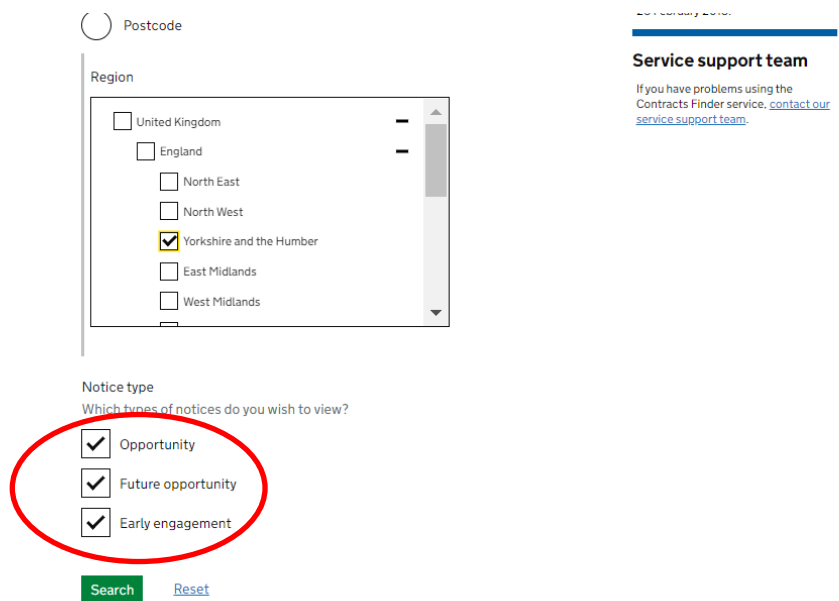 Postcode
Region
United Kingdom
England
North East
North West
Yorkshire and the Humber
East Midlands
West Midlands
Notice type
Which types of notices do you wish to view?
Opportunity
Future opportunity
Early engagement
Search Reset
Service support team
If you have problems using the
Contracts Finder service, contact our
service support team.